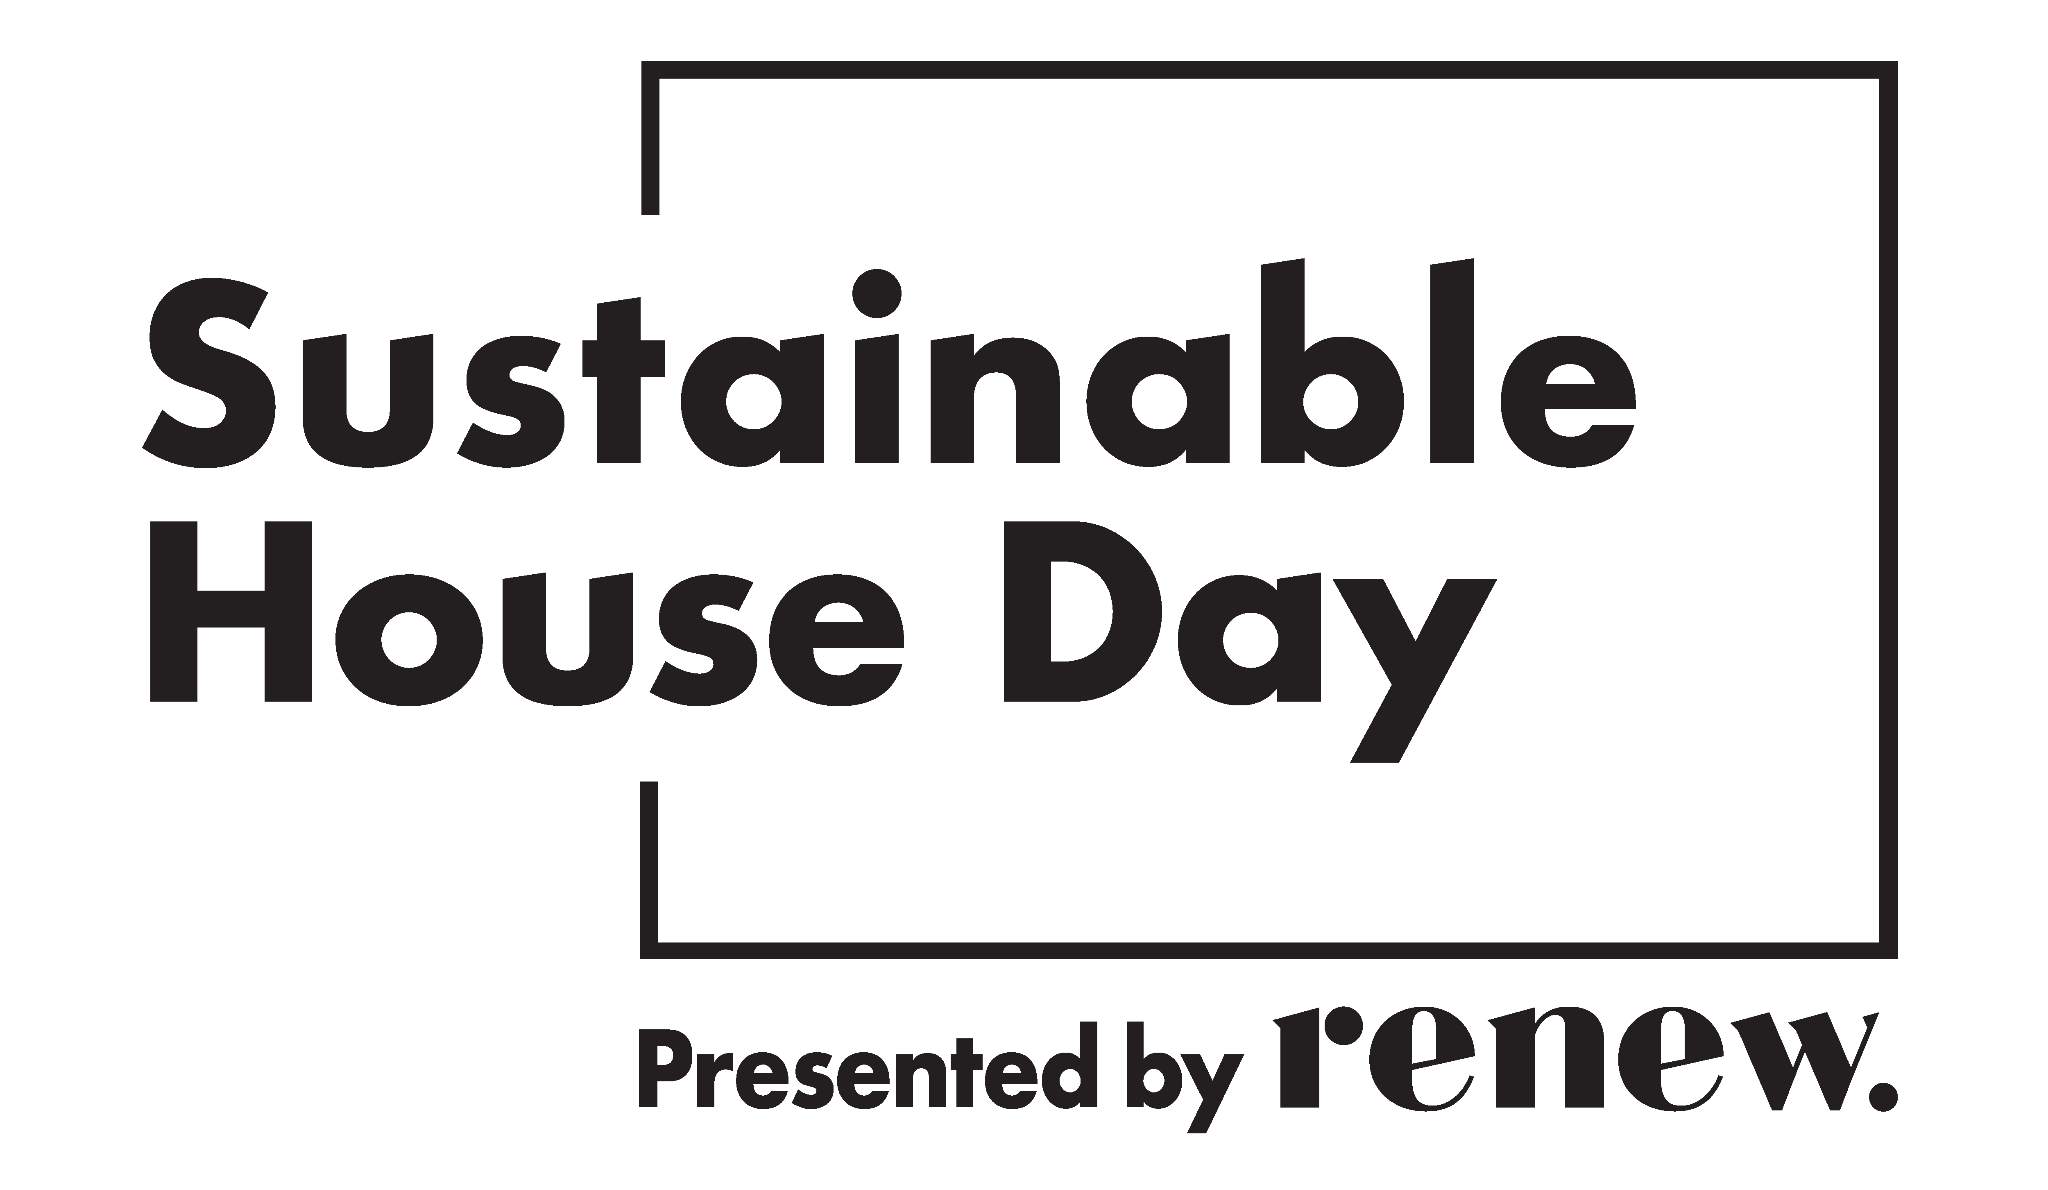 Sustainable
House Day
Presented by renew.